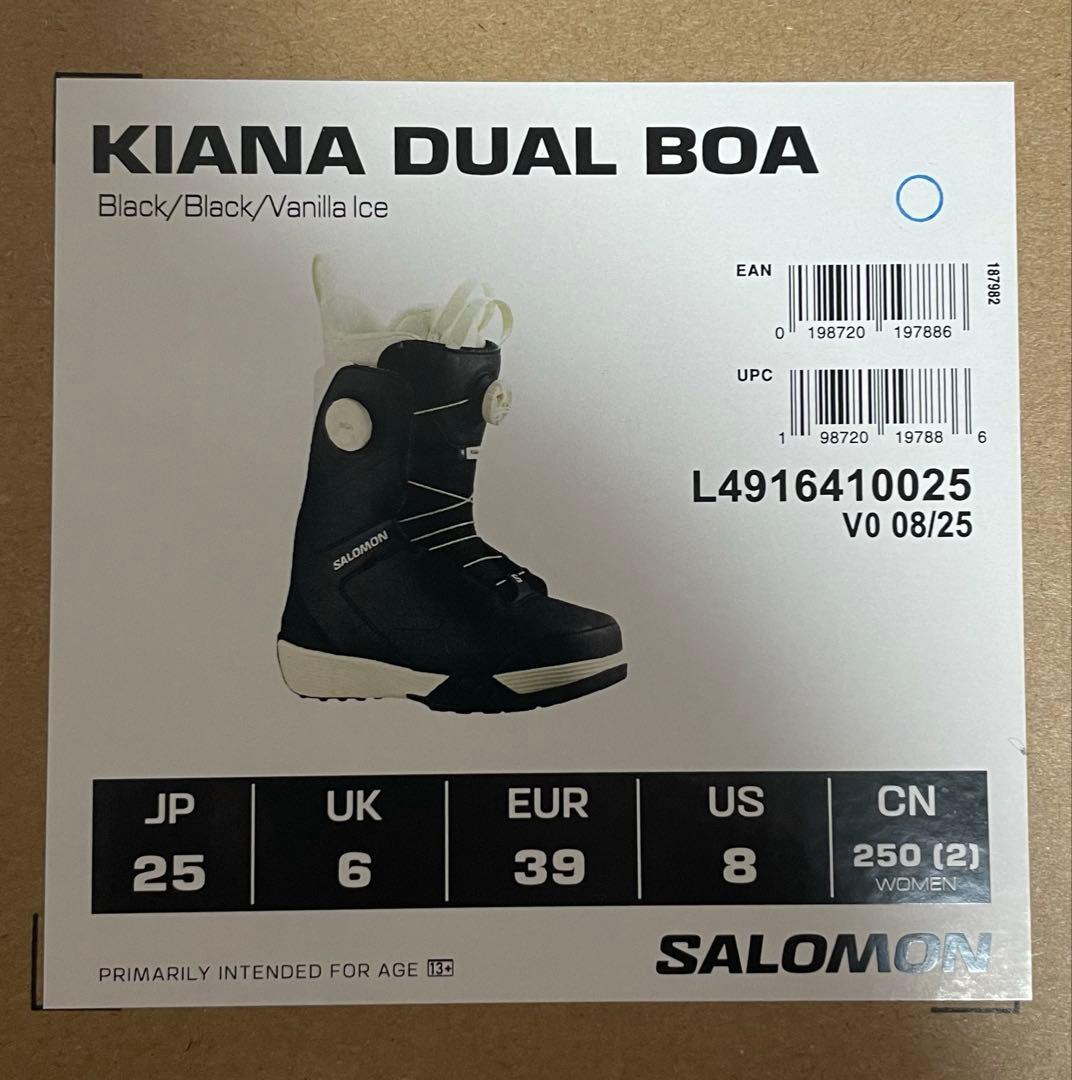 KIANA DUAL BOA
Black/Black/Vanilla Ice
EAN
187982
0 198720 197886
UPC
1 98720 19788 6
L4916410025
V0 08/25
SALOMON
JP UK EUR US CN
25 6 39 8 250 (2)
WOMEN
PRIMARILY INTENDED FOR AGE 13+
SALOMON